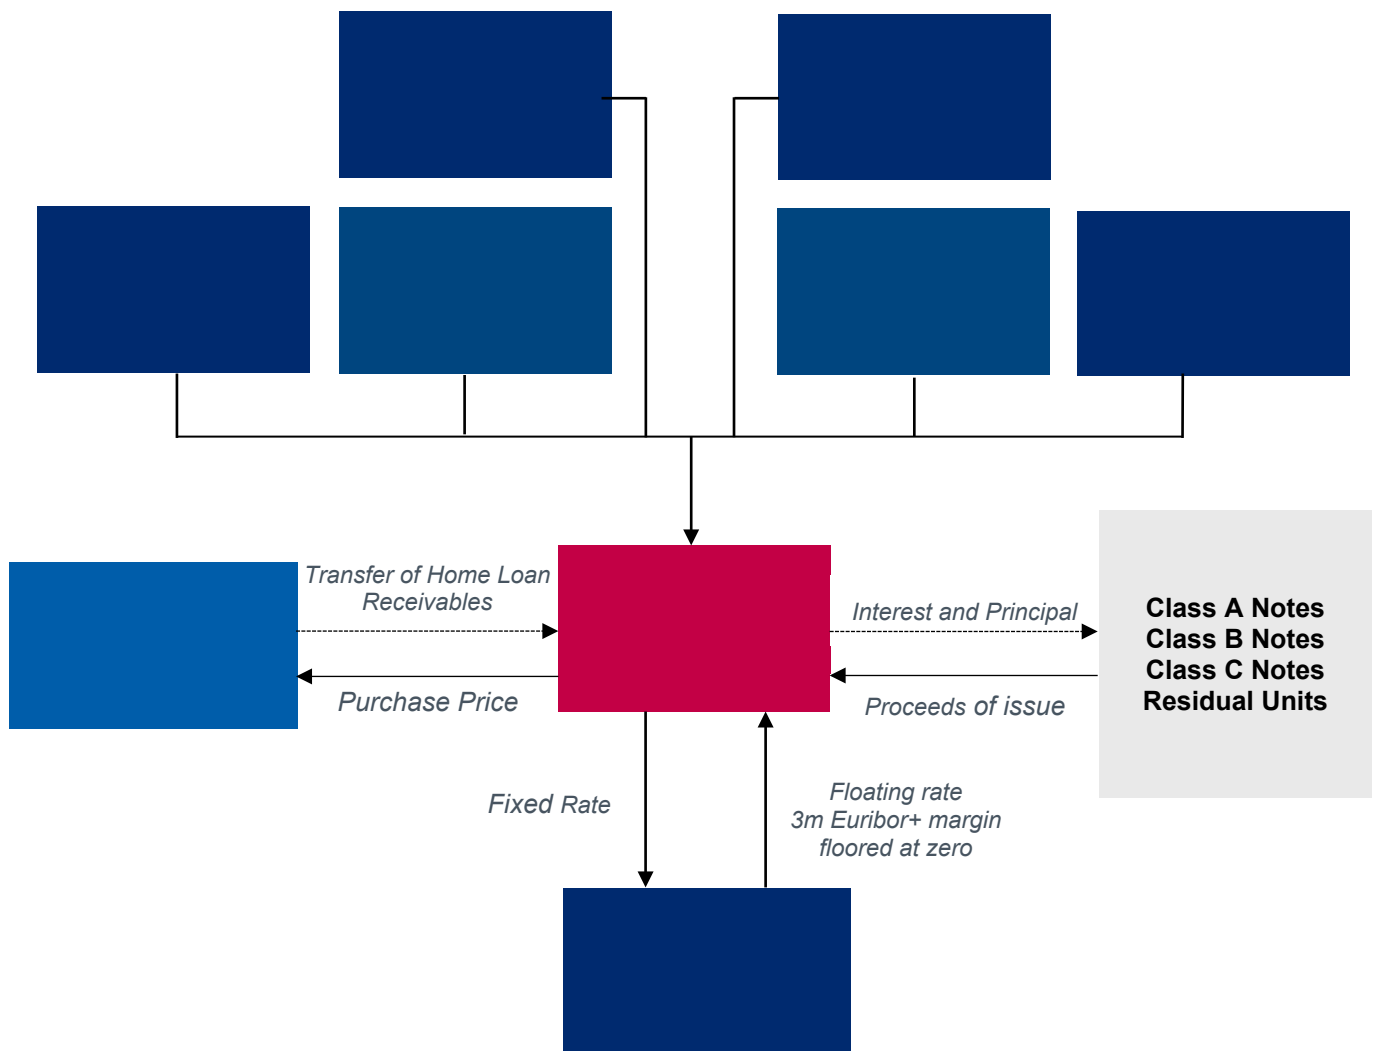 Transfer of Home Loan
Receivables
Purchase Price
Interest and Principal
Proceeds of issue
Class A Notes
Class B Notes
Class C Notes
Residual Units
Fixed Rate
Floating rate
3m Euribor+ margin
floored at zero